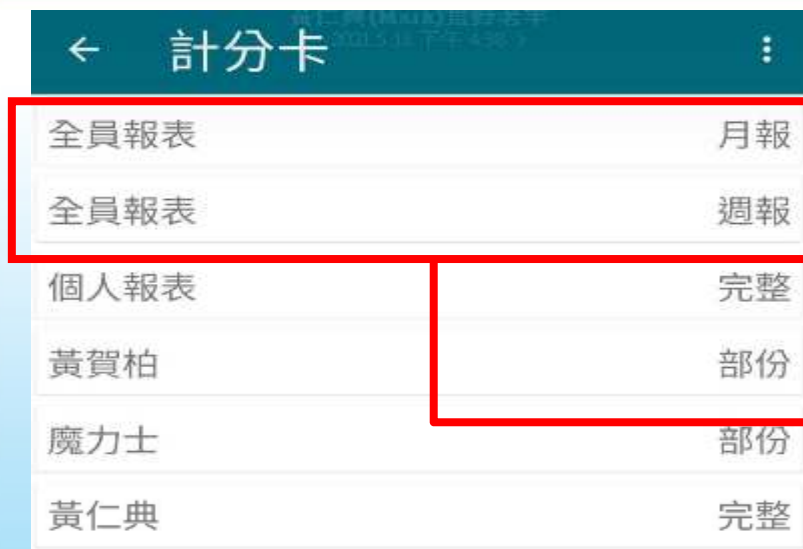 計分卡
全員報表 月報
全員報表 週報
個人報表 完整
黃賀柏 部份
魔力士 部份
黃仁典 完整